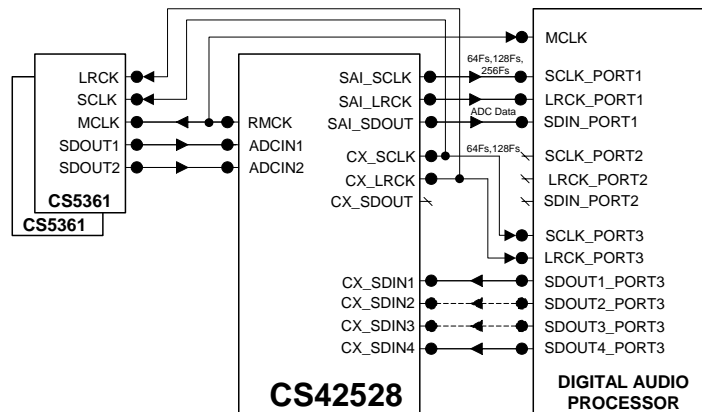 LRCK
SCLK
MCLK
SDOUT1
SDOUT2
CS5361
CS5361
RMCK
ADCIN1
ADCIN2
SAI_SCLK
SAI_LRCK
SAI_SDOUT
CX_SCLK
CX_LRCK
CX_SDOUT
CX_SDIN1
CX_SDIN2
CX_SDIN3
CX_SDIN4
CS42528
64Fs,128Fs,
256Fs
ADC Data
64Fs,128Fs
MCLK
SCLK_PORT1
LRCK_PORT1
SDIN_PORT1
SCLK_PORT2
LRCK_PORT2
SDIN_PORT2
SCLK_PORT3
LRCK_PORT3
SDOUT1_PORT3
SDOUT2_PORT3
SDOUT3_PORT3
SDOUT4_PORT3
DIGITAL AUDIO
PROCESSOR